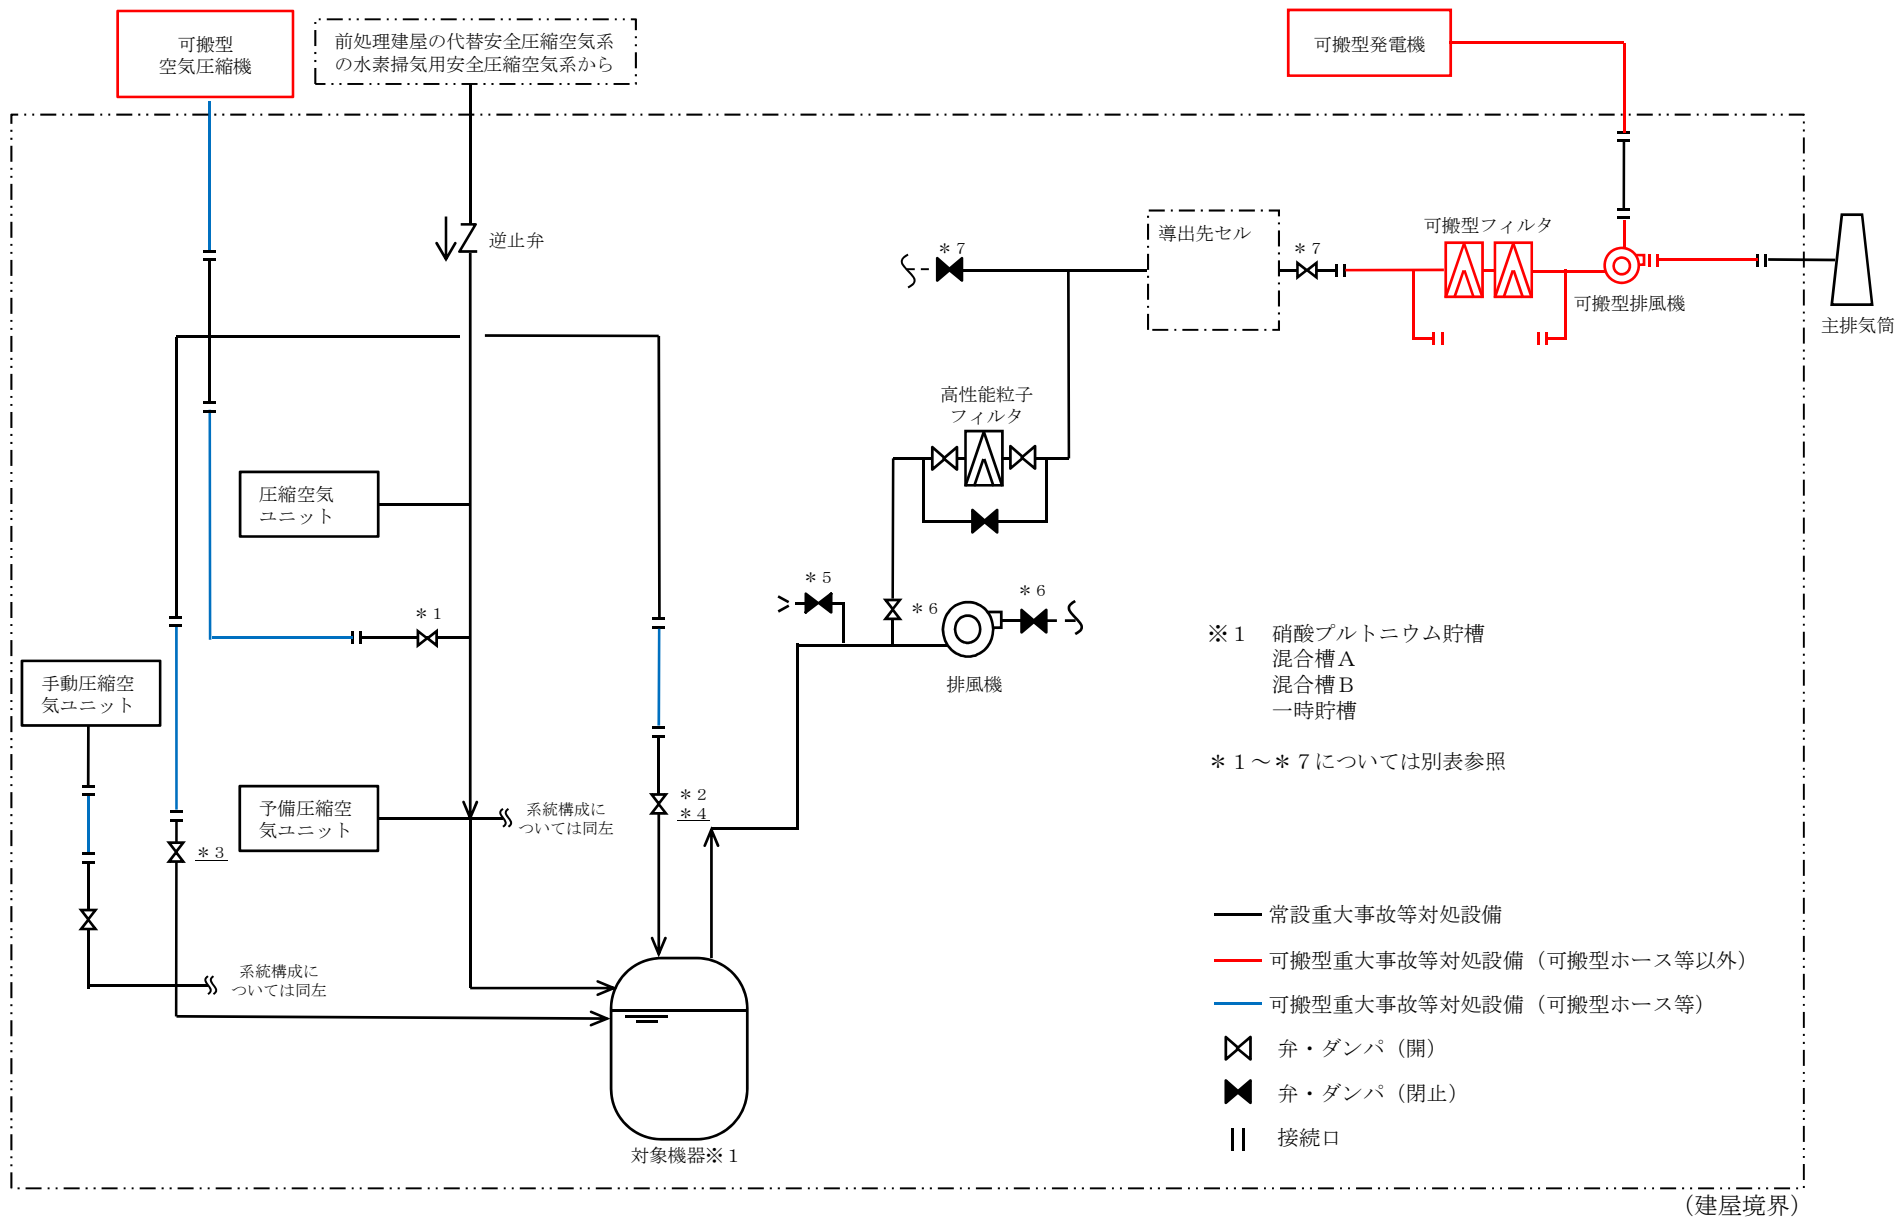 可搬型
空気圧縮機
前処理建屋の代替安全圧縮空気系
の水素掃気用安全圧縮空気系から
可搬型発電機
逆止弁
＊７
導出先セル
＊７
可搬型フィルタ
可搬型排風機
主排気筒
高性能粒子
フィルタ
圧縮空気
ユニット
＊１
＊５
＊６
＊６
排風機
※１　硝酸プルトニウム貯槽
混合槽Ａ
混合槽Ｂ
一時貯槽
手動圧縮空
気ユニット
＊１～＊７については別表参照
予備圧縮空
気ユニット
系統構成に
ついては同左
＊２
＊４
＊３
常設重大事故等対処設備
可搬型重大事故等対処設備（可搬型ホース等以外）
系統構成に
ついては同左
可搬型重大事故等対処設備（可搬型ホース等）
弁・ダンパ（開）
弁・ダンパ（閉止）
接続口
対象機器※１
（建屋境界）